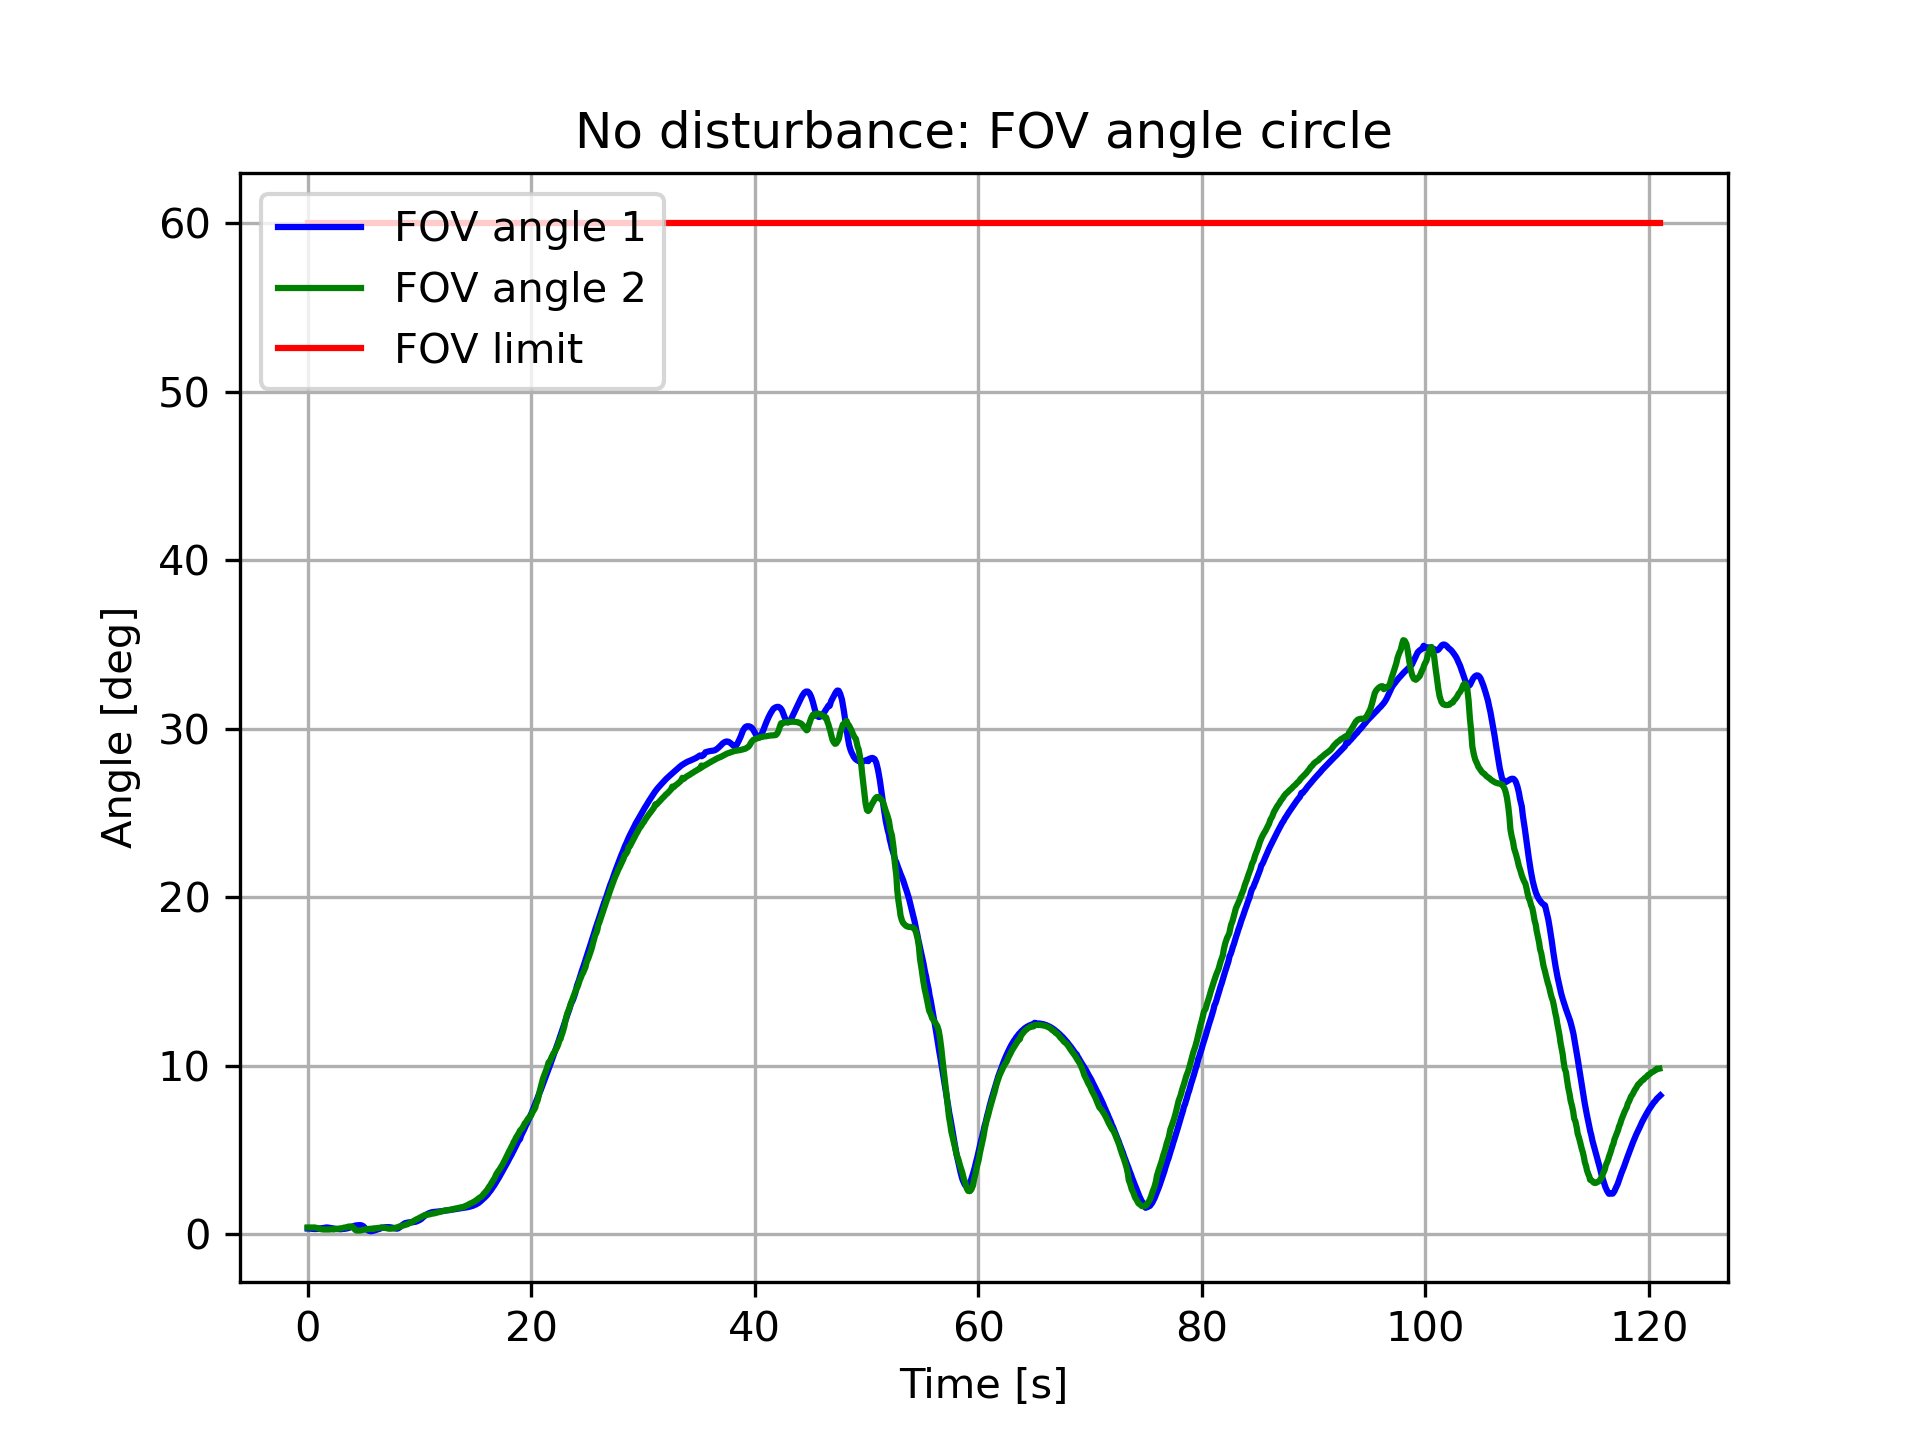 No disturbance: FOV angle circle
60
50
40
30
20
10
0
Angle [deg]
FOV angle 1
FOV angle 2
FOV limit
0 20 40 60 80 100 120
Time [s]